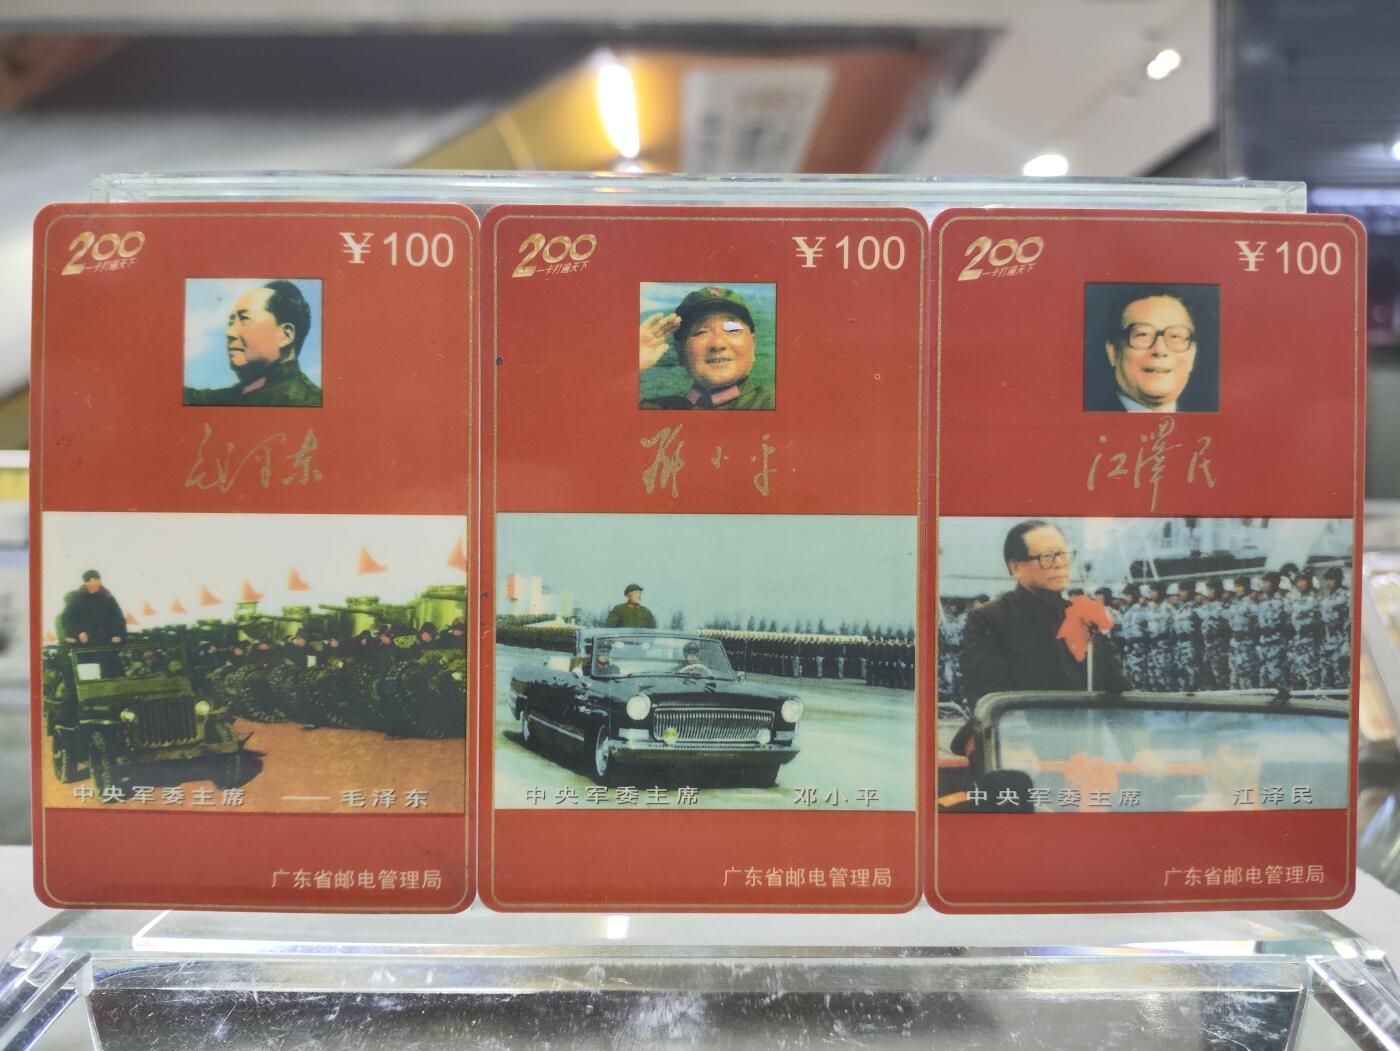 200
一卡打遍天下
¥100
毛泽东
中央军委主席 —— 毛泽东
广东省邮电管理局
200
一卡打遍天下
¥100
邓小平
中央军委主席 —— 邓小平
广东省邮电管理局
200
一卡打遍天下
¥100
江泽民
中央军委主席 — 江泽民
广东省邮电管理局